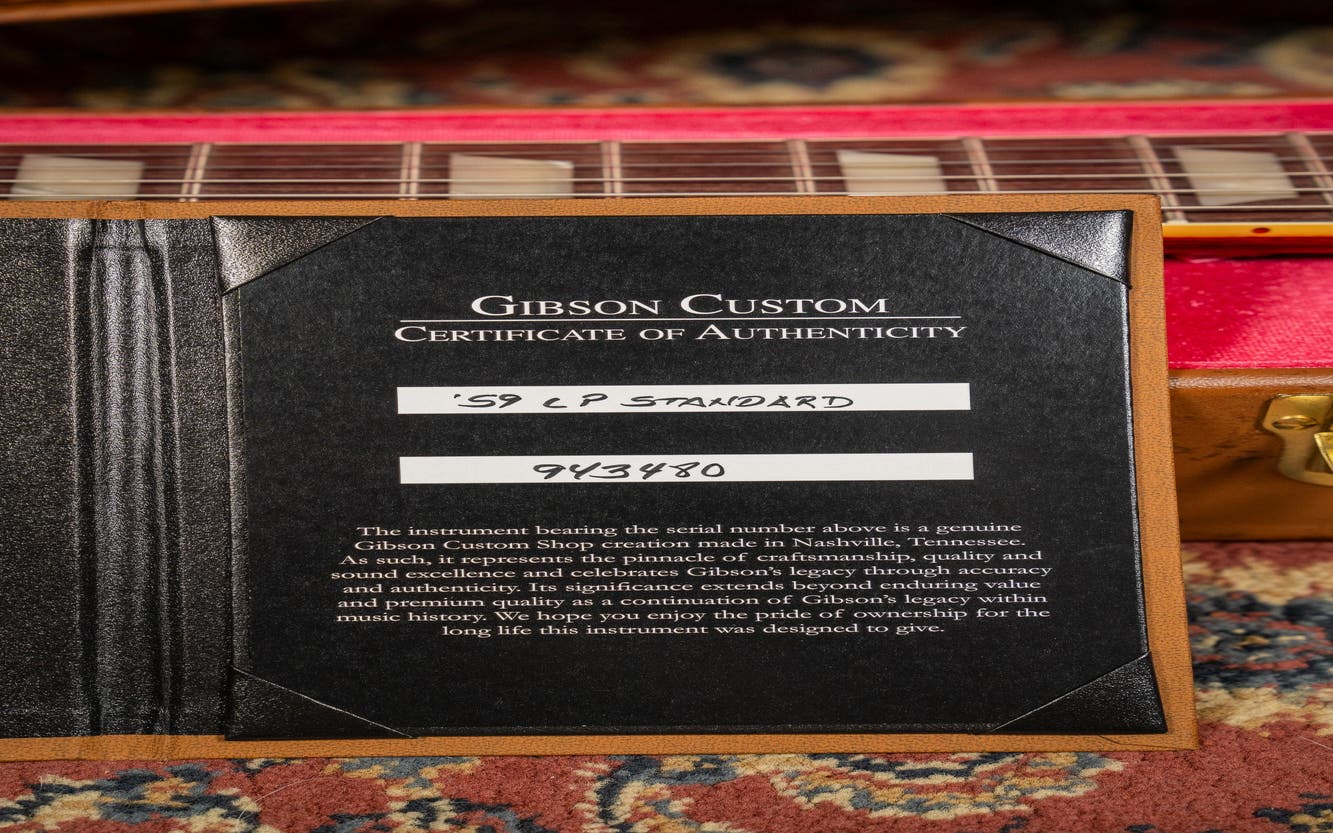 GIBSON CUSTOM
CERTIFICATE OF AUTHENTICITY
'59 LP STANDARD
943480
The instrument bearing the serial number above is a genuine
Gibson Custom Shop creation made in Nashville, Tennessee.
As such, it represents the pinnacle of craftsmanship, quality and
sound excellence and celebrates Gibson's legacy through accuracy
and authenticity. Its significance extends beyond enduring value
and premium quality as a continuation of Gibson's legacy within
music history. We hope you enjoy the pride of ownership for the
long life this instrument was designed to give.